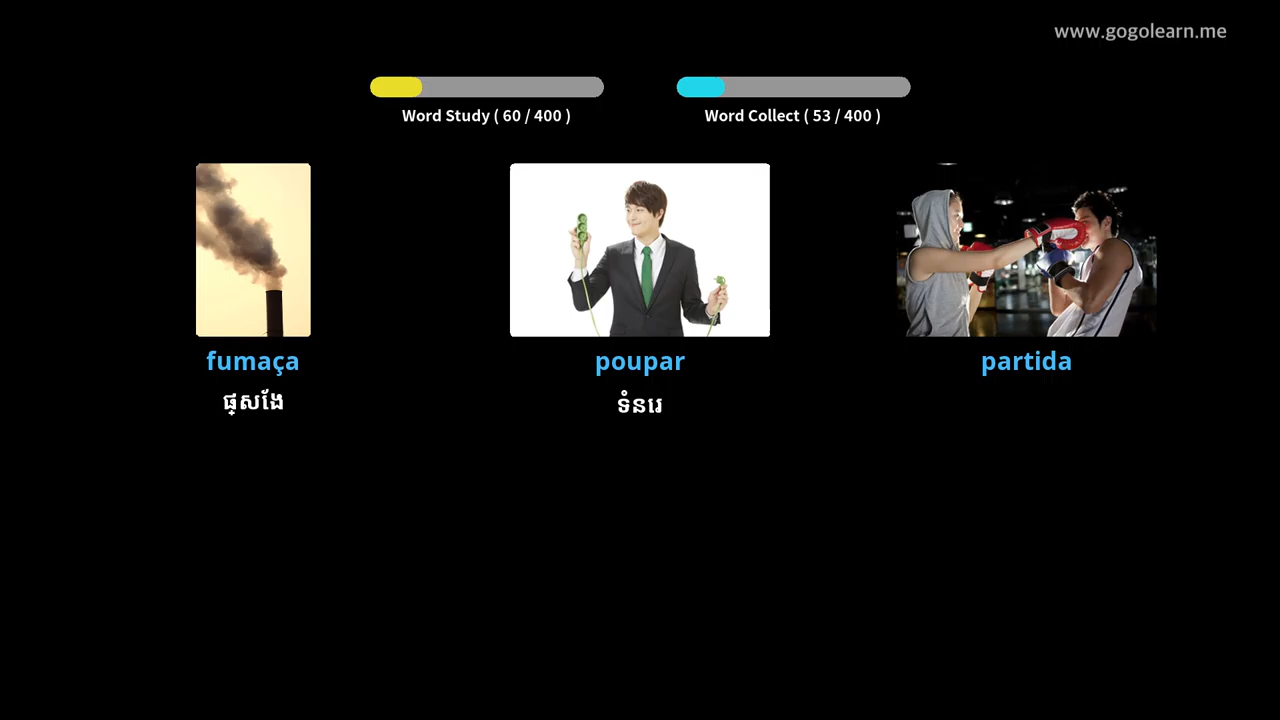 www.gogolearn.me
Word Study ( 60 / 400 )
Word Collect ( 53 / 400 )
fumaça
poupar
partida
ផ្សែង
ទំនេរ